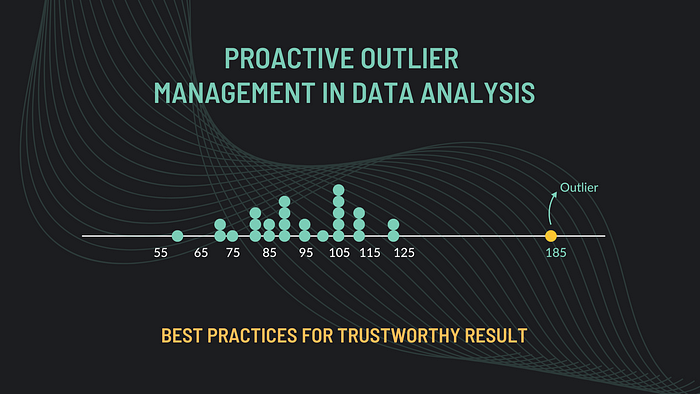 PROACTIVE OUTLIER
MANAGEMENT IN DATA ANALYSIS
Outlier
55 65 75 85 95 105 115 125 185
BEST PRACTICES FOR TRUSTWORTHY RESULT